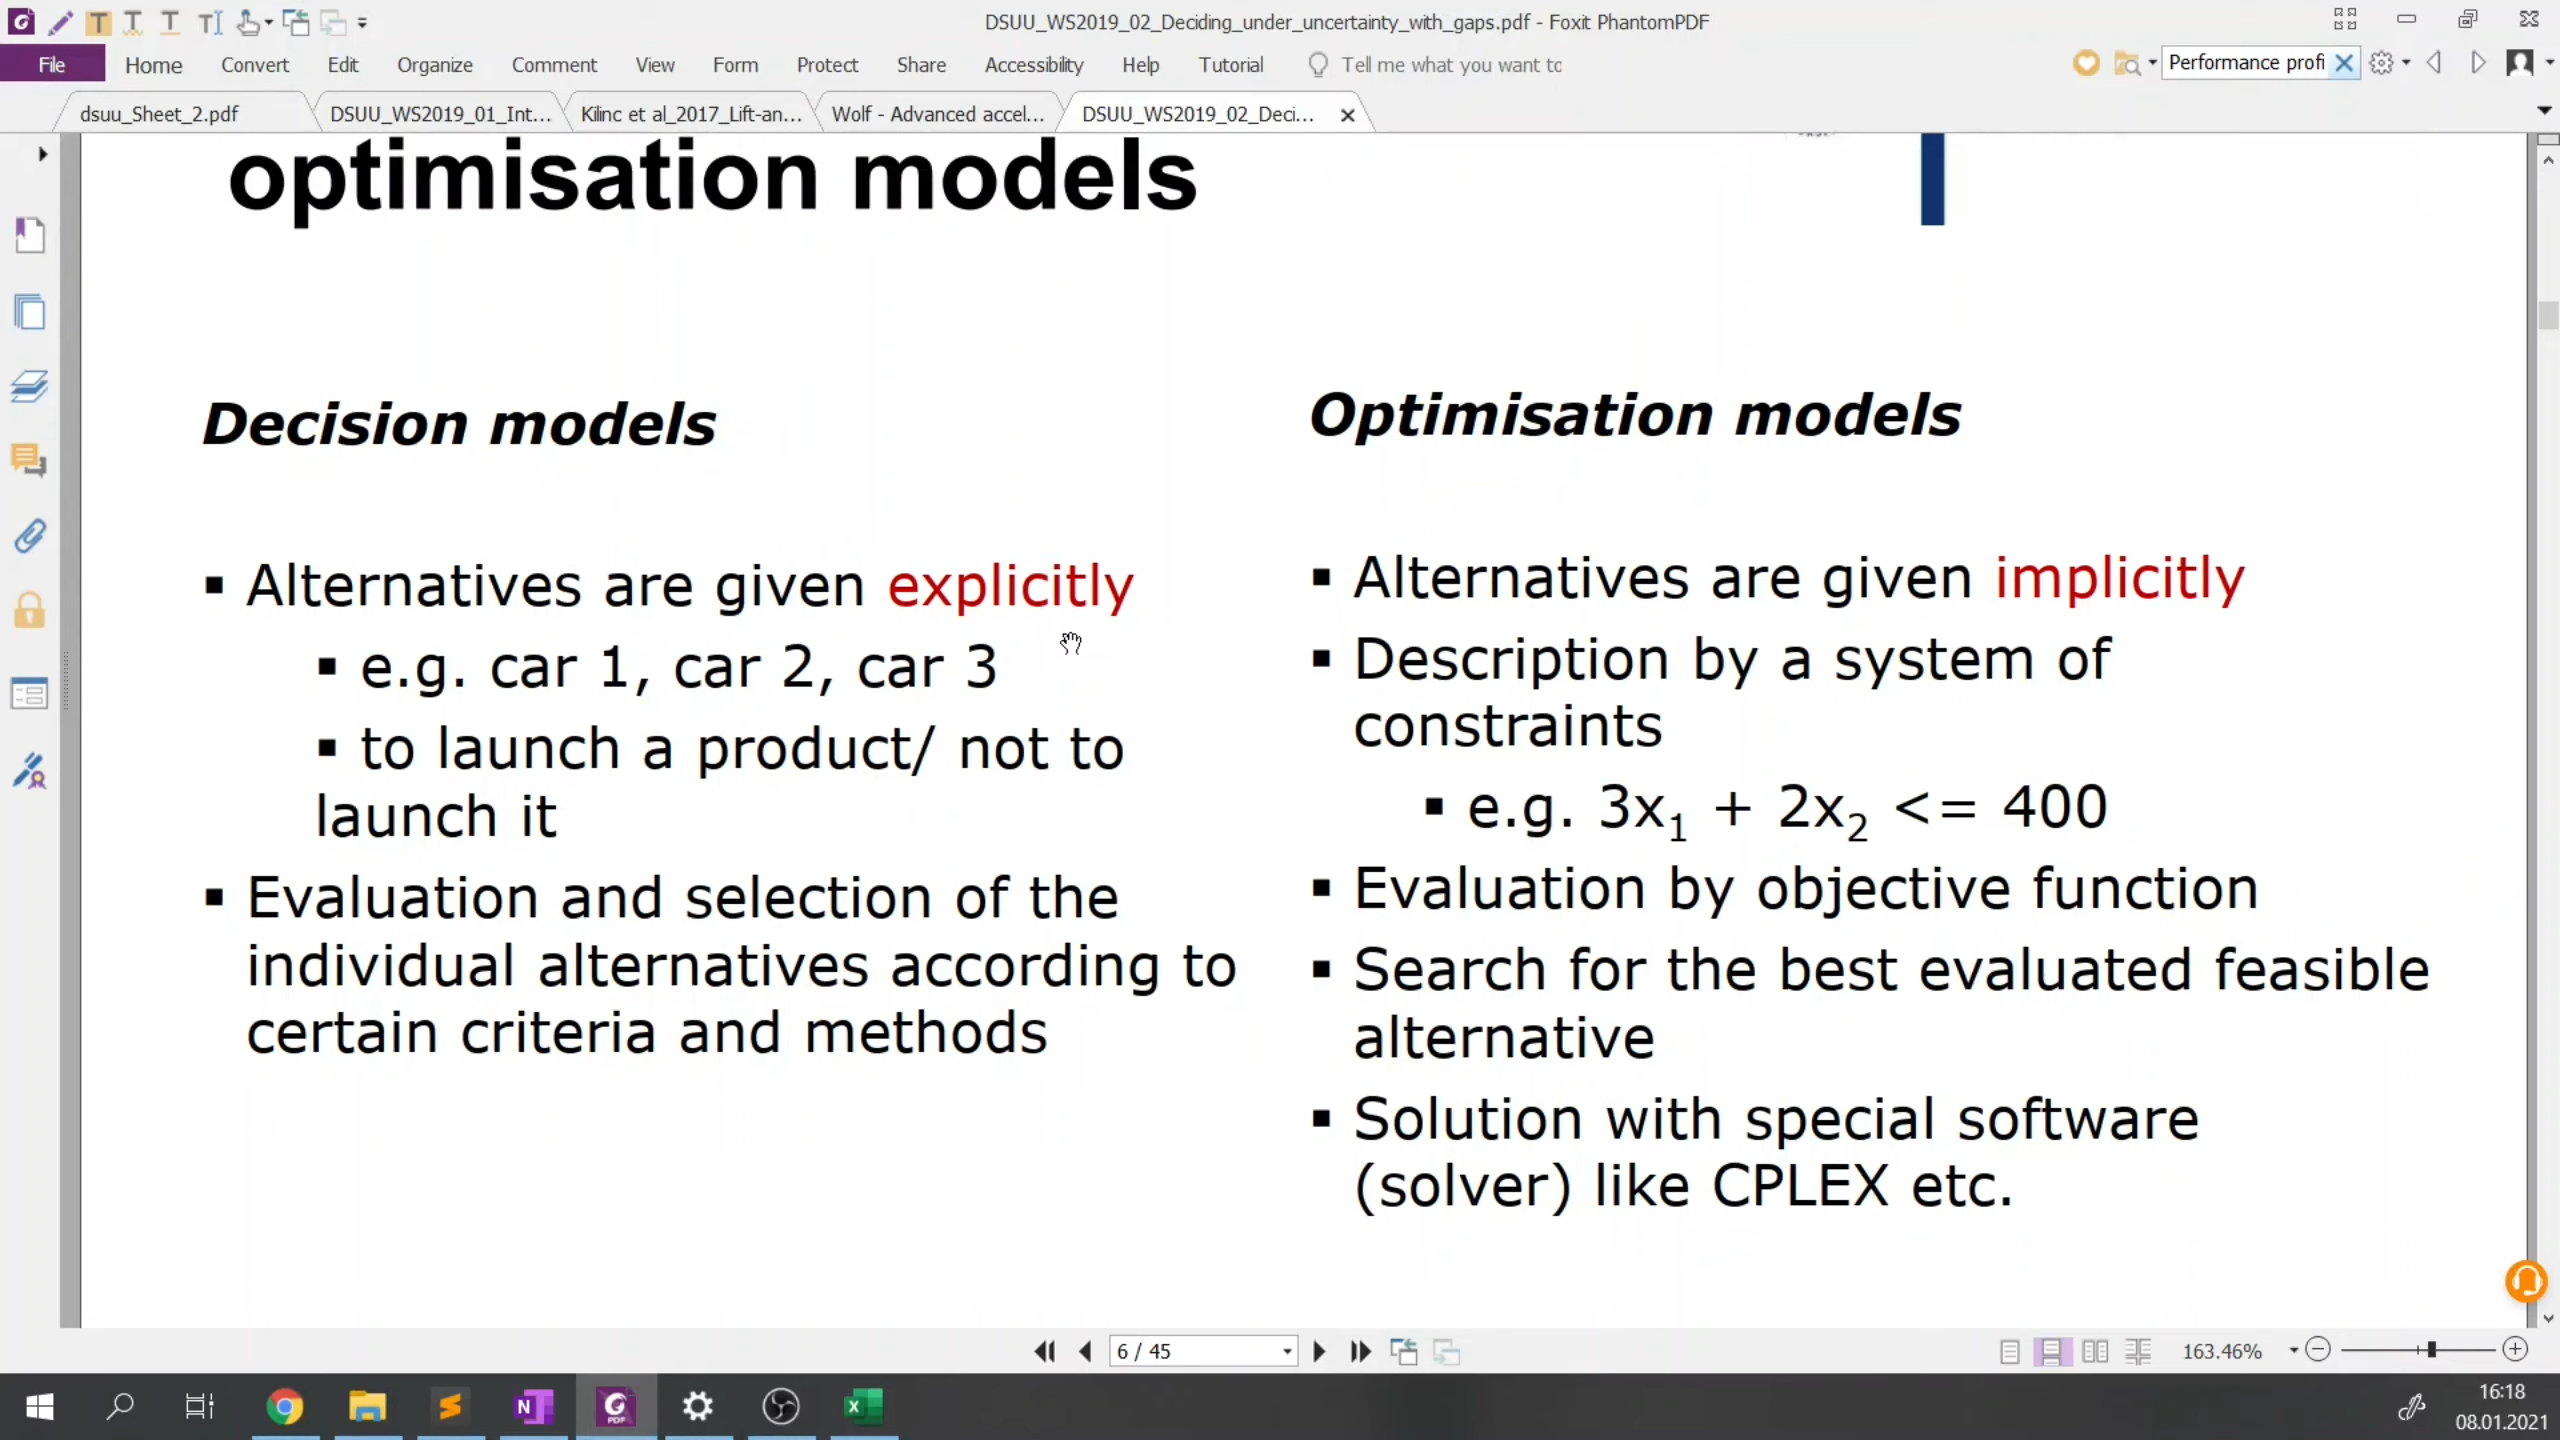 DSUU_WS2019_02_Deciding_under_uncertainty_with_gaps.pdf - Foxit PhantomPDF
File Home Convert Edit Organize Comment View Form Protect Share Accessibility Help Tutorial Tell me what you want to Performance profi
dsuu_Sheet_2.pdf DSUU_WS2019_01_Int... Kilinc et al_2017_Lift-an... Wolf - Advanced accel... DSUU_WS2019_02_Deci...
optimisation models
Decision models
▪ Alternatives are given explicitly
▪ e.g. car 1, car 2, car 3
▪ to launch a product/ not to
launch it
▪ Evaluation and selection of the
individual alternatives according to
certain criteria and methods
Optimisation models
▪ Alternatives are given implicitly
▪ Description by a system of
constraints
▪ e.g. 3x₁ + 2x₂ <= 400
▪ Evaluation by objective function
▪ Search for the best evaluated feasible
alternative
▪ Solution with special software
(solver) like CPLEX etc.
6 / 45
163.46%
16:18
08.01.2021